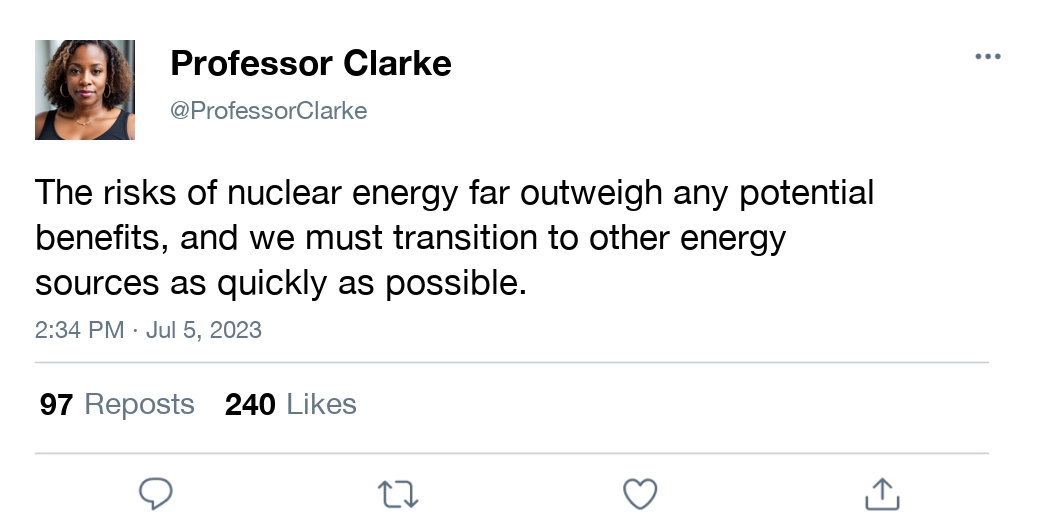 Professor Clarke
@ProfessorClarke
The risks of nuclear energy far outweigh any potential
benefits, and we must transition to other energy
sources as quickly as possible.
2:34 PM · Jul 5, 2023
97 Reposts 240 Likes